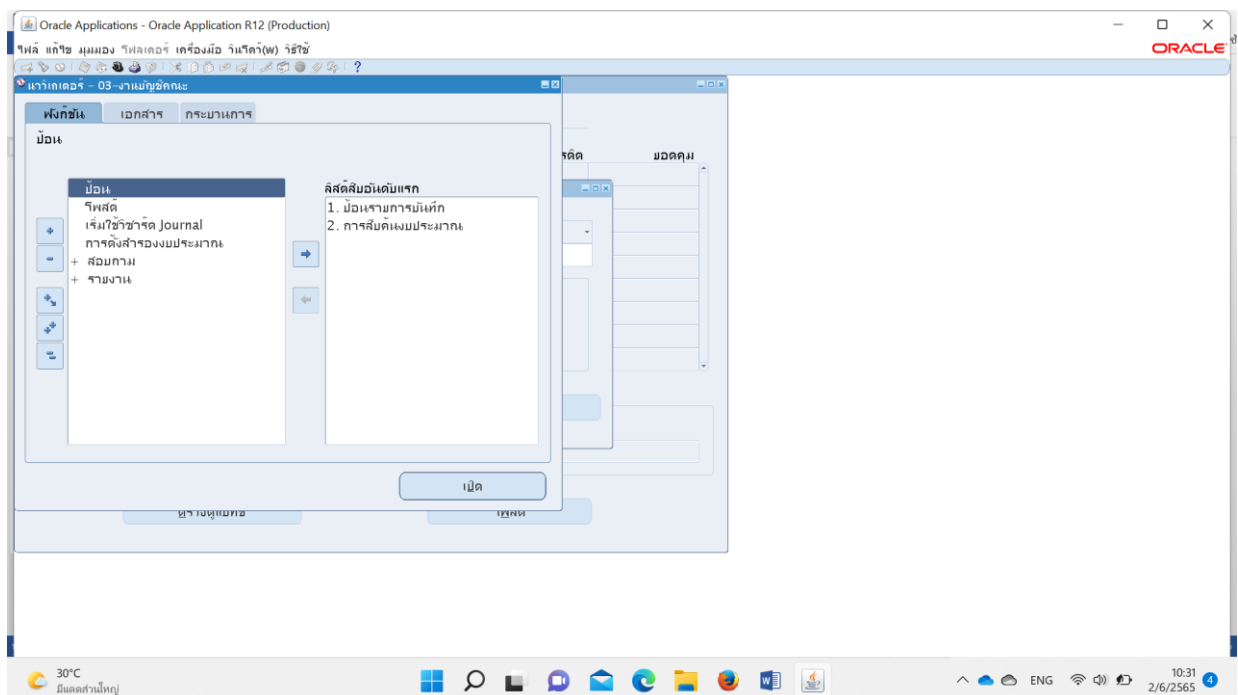 Oracle Applications - Oracle Application R12 (Production)
ไฟล์ แก้ไข มุมมอง โฟลเดอร์ เครื่องมือ วินโดว์(w) วิธีใช้
ORACLE
นาวิเกเตอร์ - 03-งานบัญชีคณะ
ฟังก์ชัน เอกสาร กระบวนการ
ป้อน
รดิต ยอดคุม
ป้อน
โพสต์
เริ่มใช้ชาร์ต Journal
การตั้งสำรองงบประมาณ
+ สอบถาม
+ รายงาน
ลิสต์สิบอันดับแรก
1. ป้อนรายการบันทึก
2. การสืบค้นงบประมาณ
เปิด
30°C
มีแดดส่วนใหญ่
ENG
10:31
2/6/2565
4